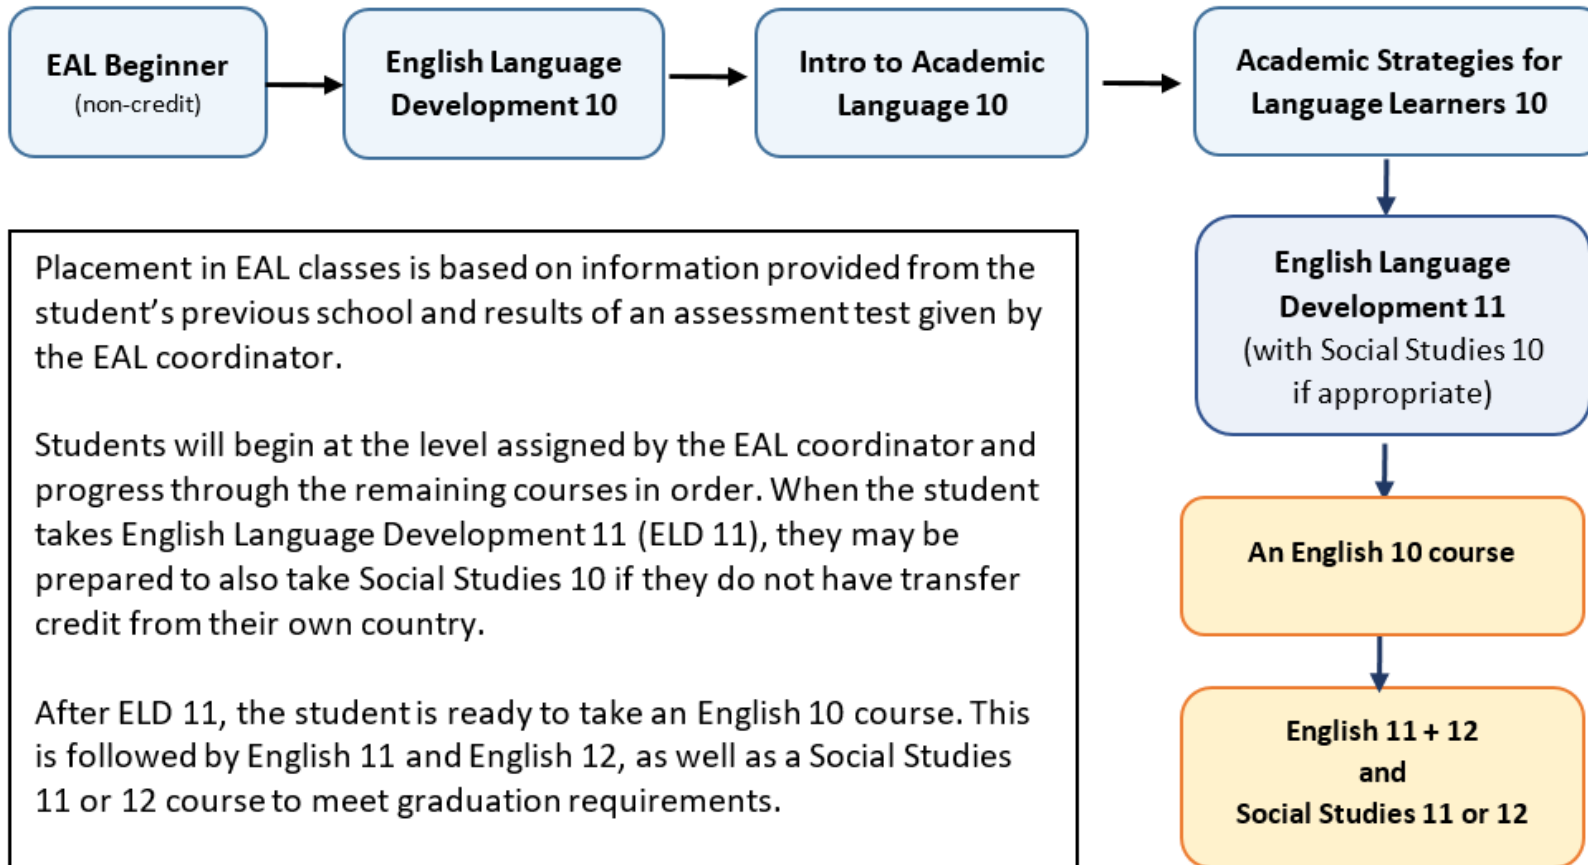 EAL Beginner
(non-credit)
English Language
Development 10
Intro to Academic
Language 10
Academic Strategies for
Language Learners 10
English Language
Development 11
(with Social Studies 10
if appropriate)
An English 10 course
English 11 + 12
and
Social Studies 11 or 12
Placement in EAL classes is based on information provided from the
student’s previous school and results of an assessment test given by
the EAL coordinator.
Students will begin at the level assigned by the EAL coordinator and
progress through the remaining courses in order. When the student
takes English Language Development 11 (ELD 11), they may be
prepared to also take Social Studies 10 if they do not have transfer
credit from their own country.
After ELD 11, the student is ready to take an English 10 course. This
is followed by English 11 and English 12, as well as a Social Studies
11 or 12 course to meet graduation requirements.